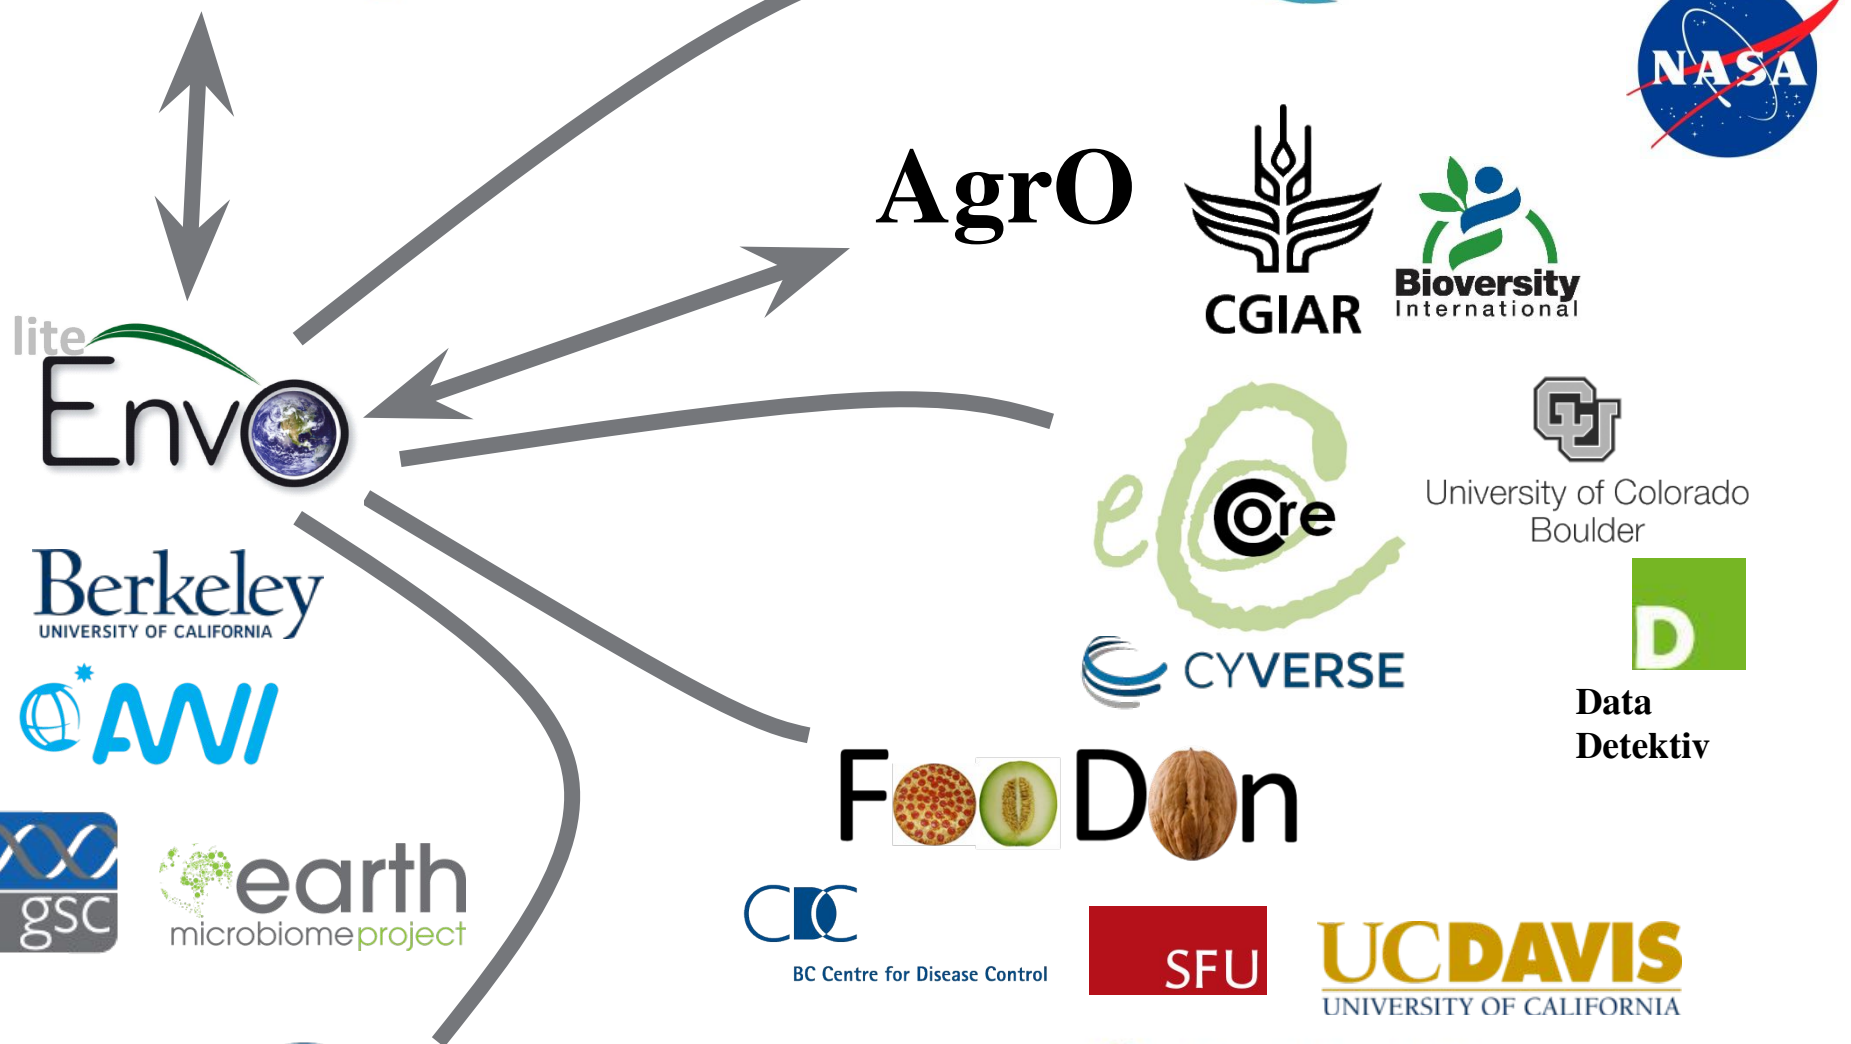 NASA
AgrO
CGIAR
Bioversity
International
lite
EnvO
eCore
University of Colorado
Boulder
Berkeley
UNIVERSITY OF CALIFORNIA
D
CYVERSE
Data
Detektiv
AWI
FOODOn
gsc
earth
microbiomeproject
CDC
BC Centre for Disease Control
SFU
UCDAVIS
UNIVERSITY OF CALIFORNIA